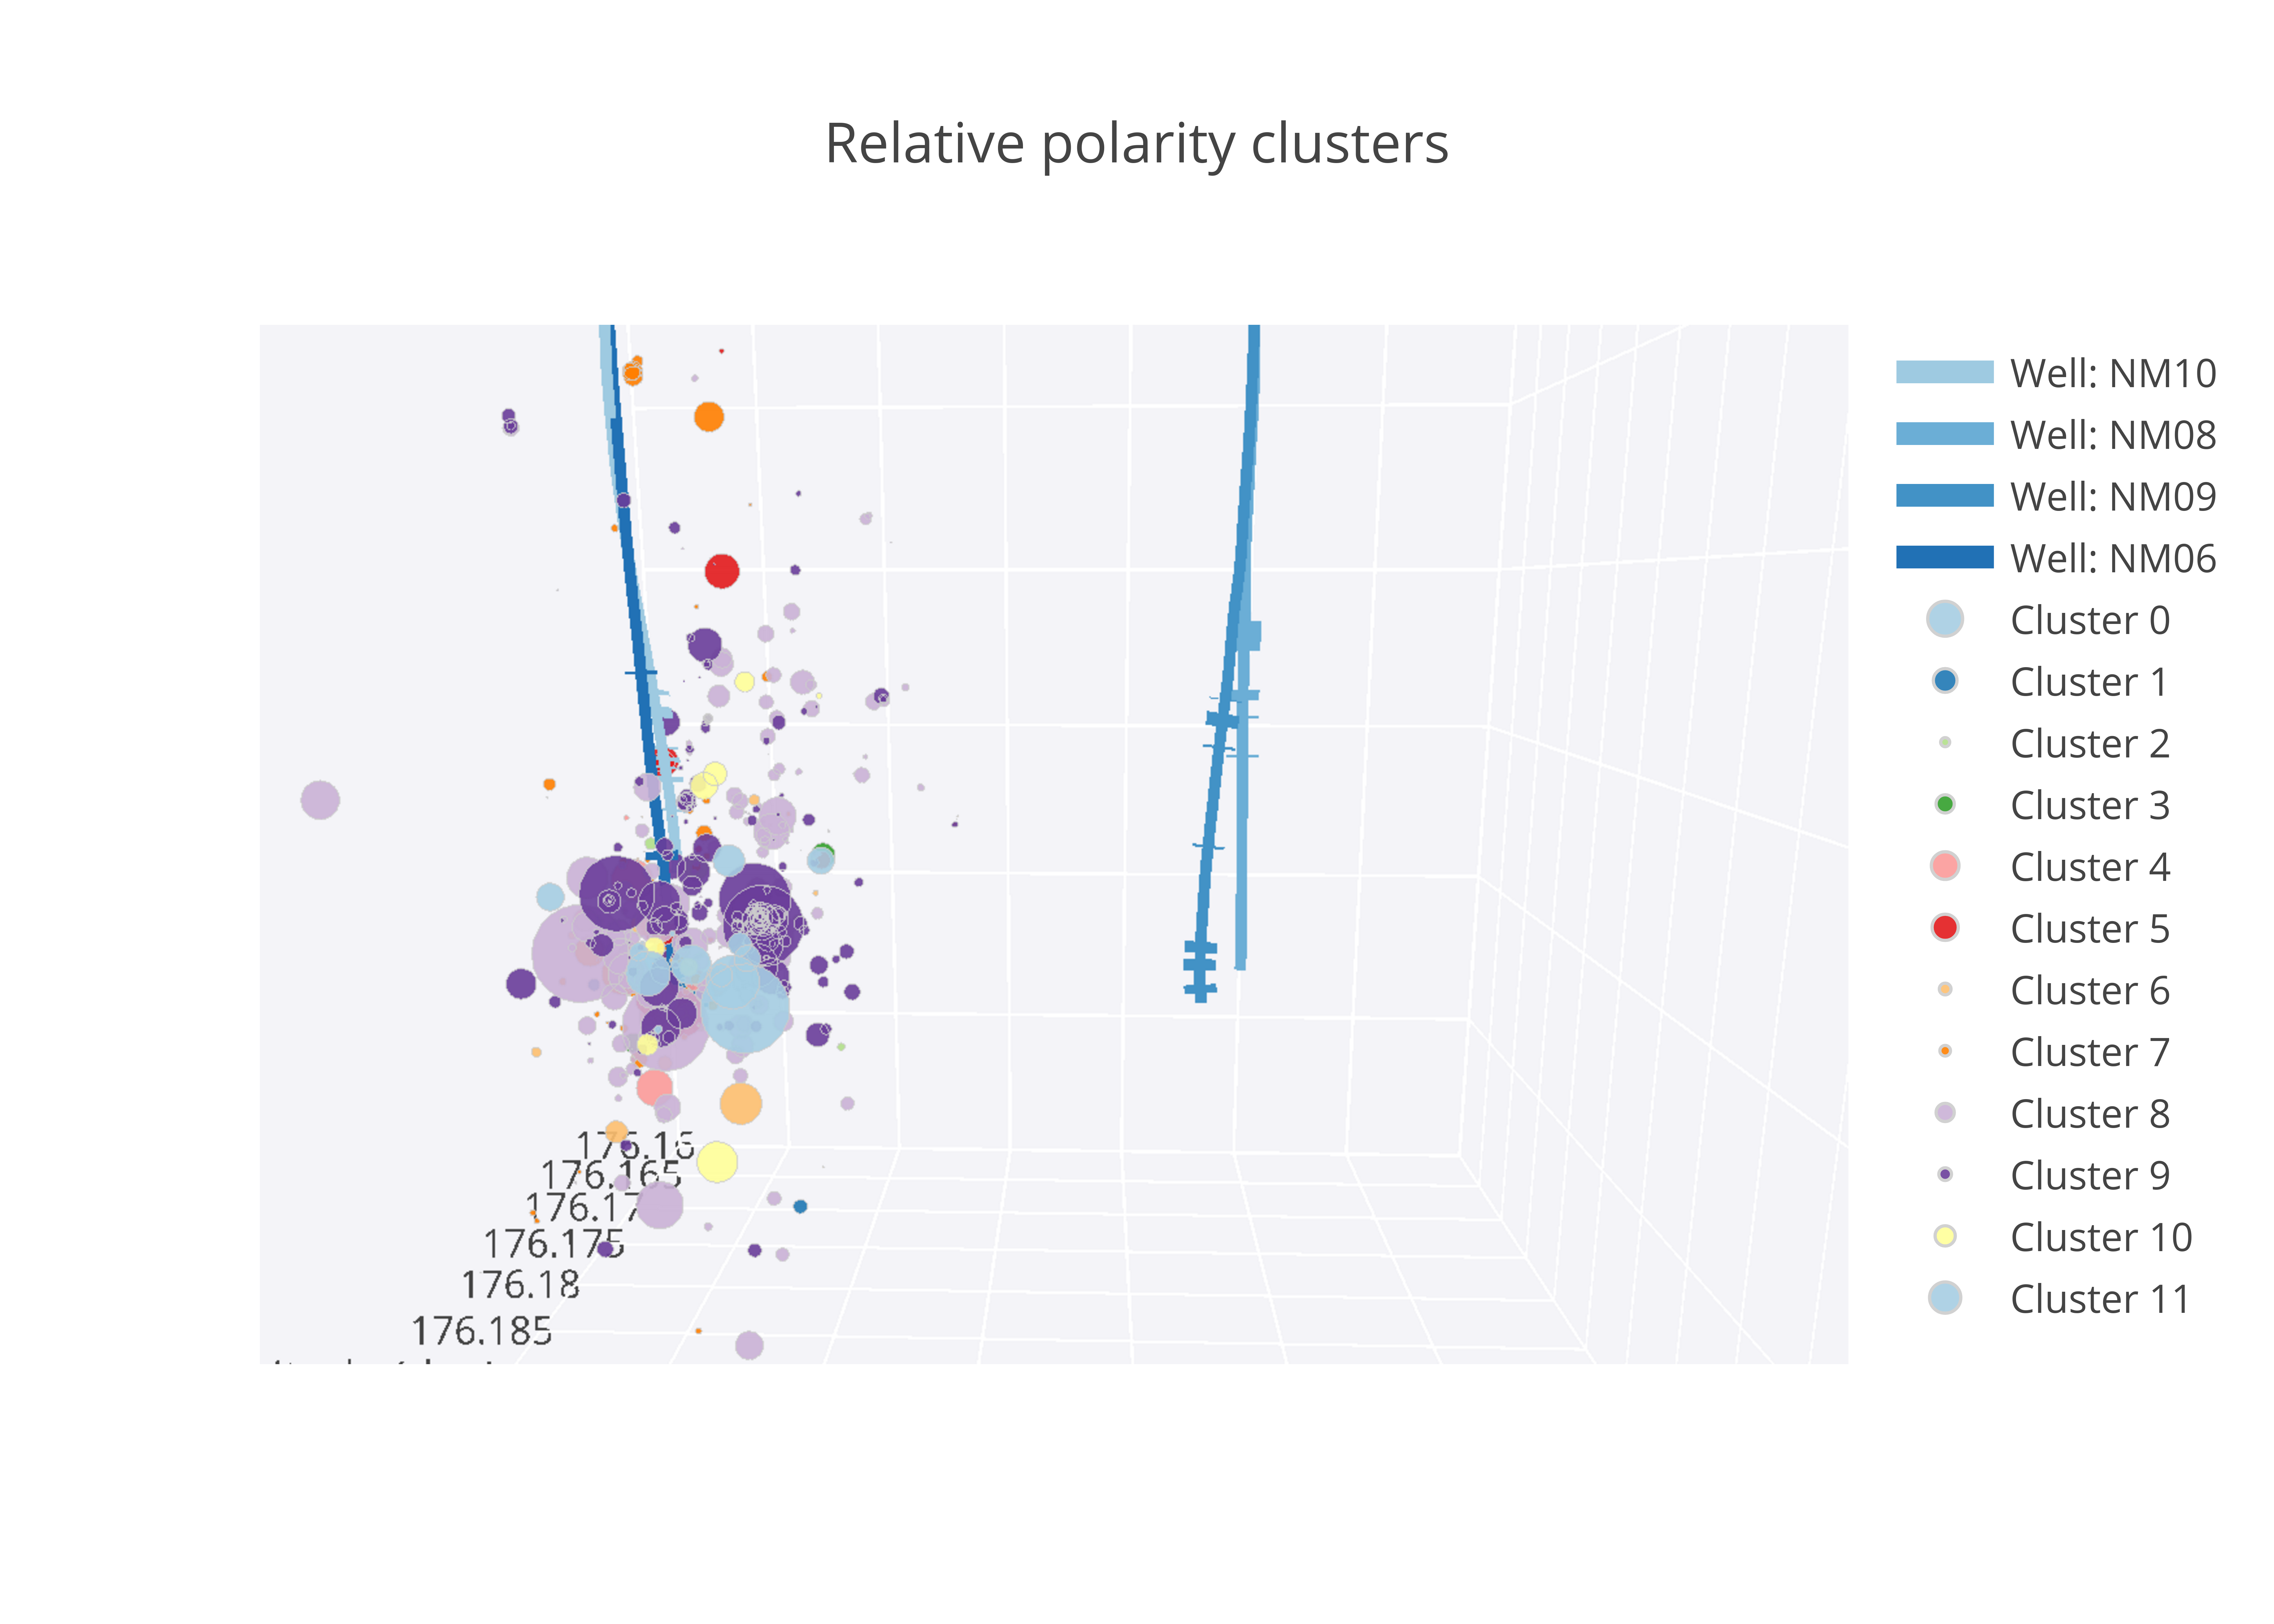 Relative polarity clusters
Well: NM10
Well: NM08
Well: NM09
Well: NM06
Cluster 0
Cluster 1
Cluster 2
Cluster 3
Cluster 4
Cluster 5
Cluster 6
Cluster 7
Cluster 8
Cluster 9
Cluster 10
Cluster 11
176.16
176.165
176.17
176.175
176.18
176.185